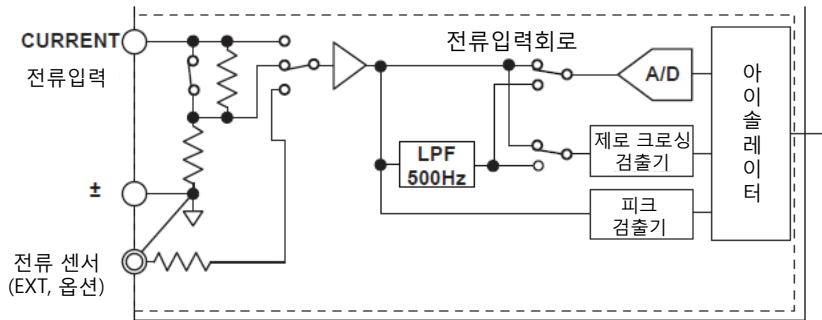 CURRENT
전류입력
±
전류 센서
(EXT, 옵션)
전류입력회로
LPF
500Hz
A/D
제로 크로싱
검출기
피크
검출기
아
이
솔
레
이
터